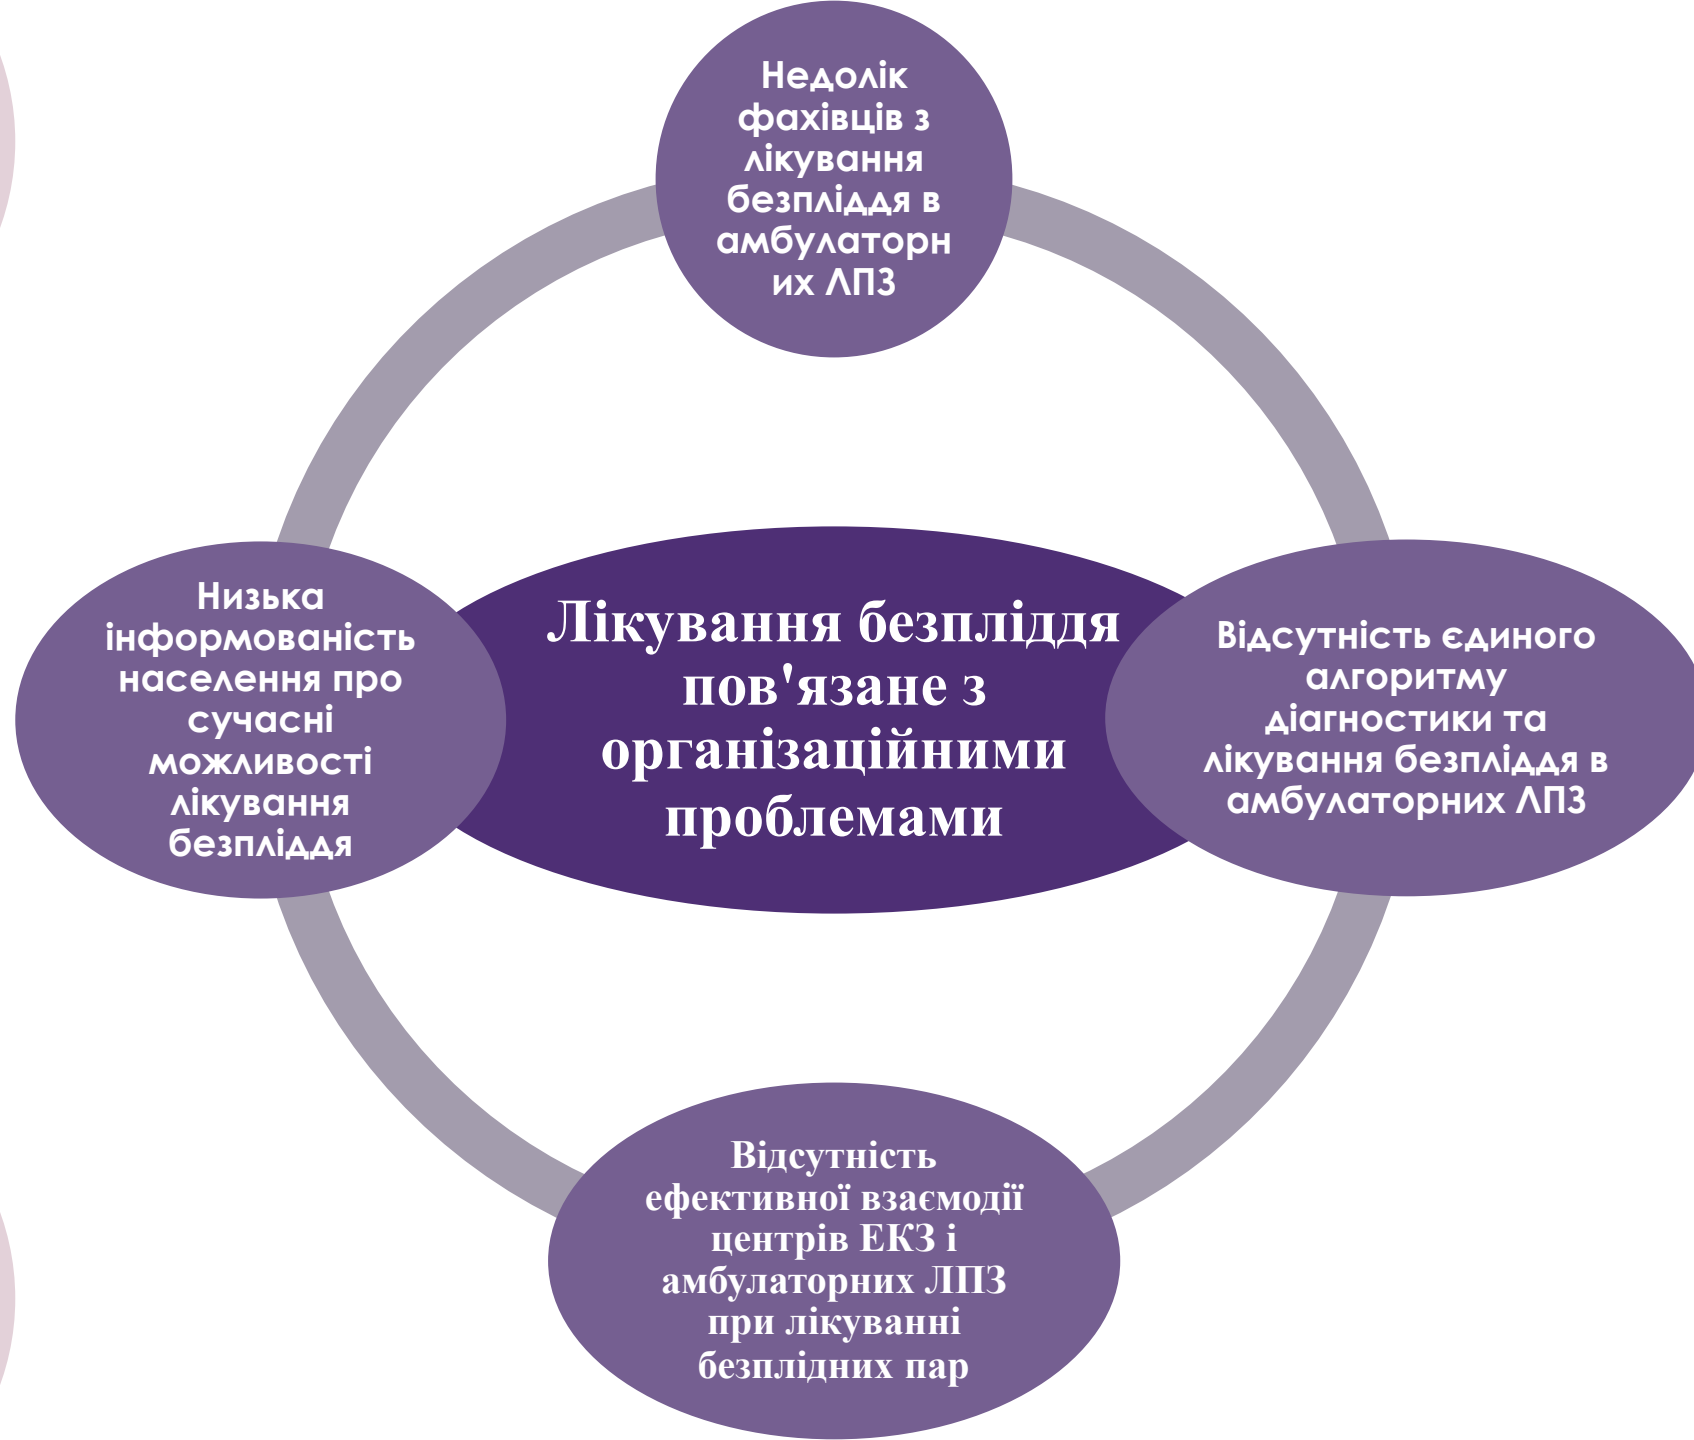 Недолік
фахівців з
лікування
безпліддя в
амбулаторн
их ЛПЗ
Низька
інформованість
населення про
сучасні
можливості
лікування
безпліддя
Лікування безпліддя
пов'язане з
організаційними
проблемами
Відсутність єдиного
алгоритму
діагностики та
лікування безпліддя в
амбулаторних ЛПЗ
Відсутність
ефективної взаємодії
центрів ЕКЗ і
амбулаторних ЛПЗ
при лікуванні
безплідних пар